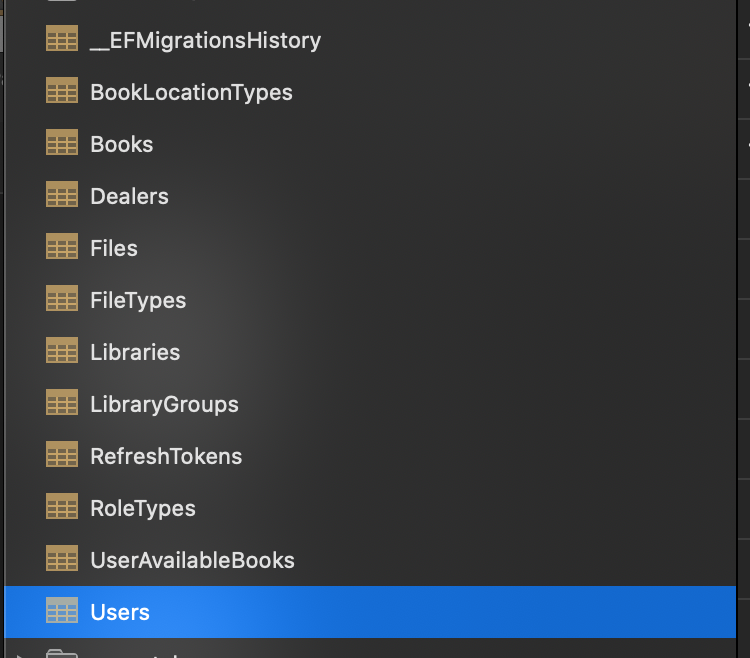 __EFMigrationsHistory
BookLocationTypes
Books
Dealers
Files
FileTypes
Libraries
LibraryGroups
RefreshTokens
RoleTypes
UserAvailableBooks
Users